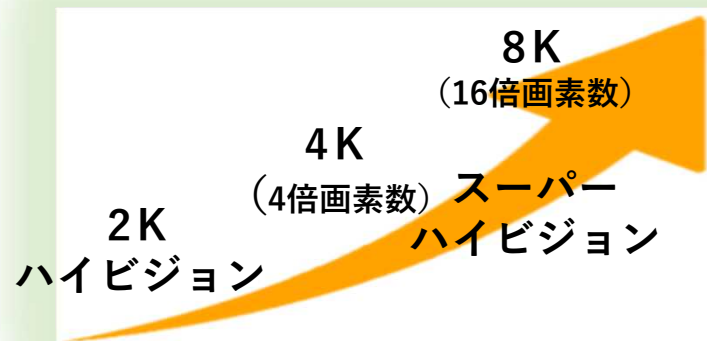 8K
（16倍画素数）
4K
（4倍画素数）
スーパー
ハイビジョン
2K
ハイビジョン